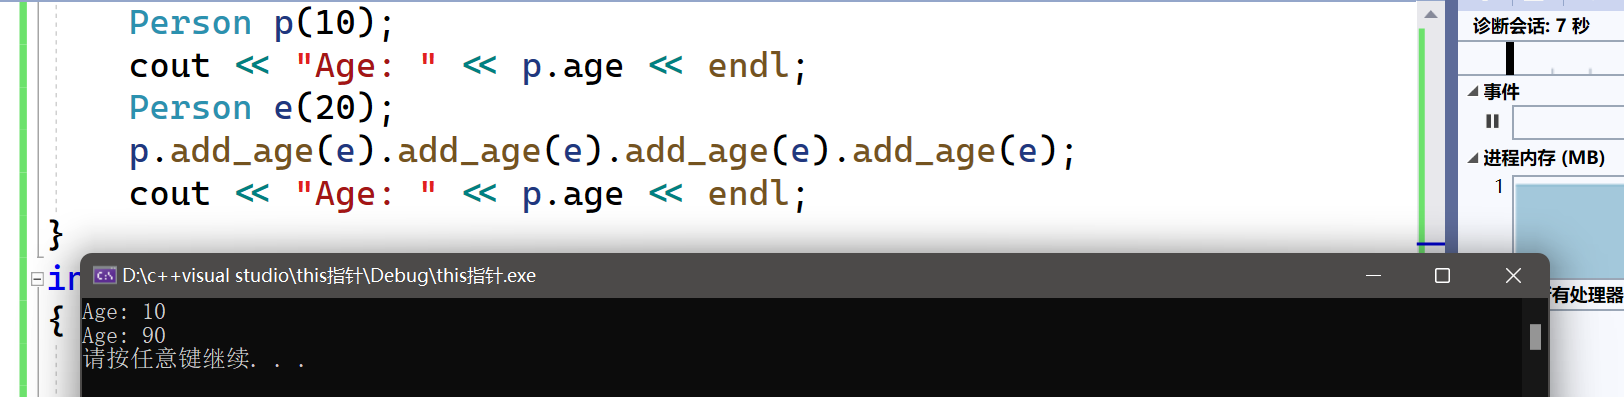 Person p(10);
cout << "Age: " << p.age << endl;
Person e(20);
p.add_age(e).add_age(e).add_age(e).add_age(e);
cout << "Age: " << p.age << endl;
}
in
{
D:\c++visual studio\this指针\Debug\this指针.exe
Age: 10
Age: 90
请按任意键继续. . .
诊断会话: 7 秒
事件
进程内存 (MB)
1
有处理器